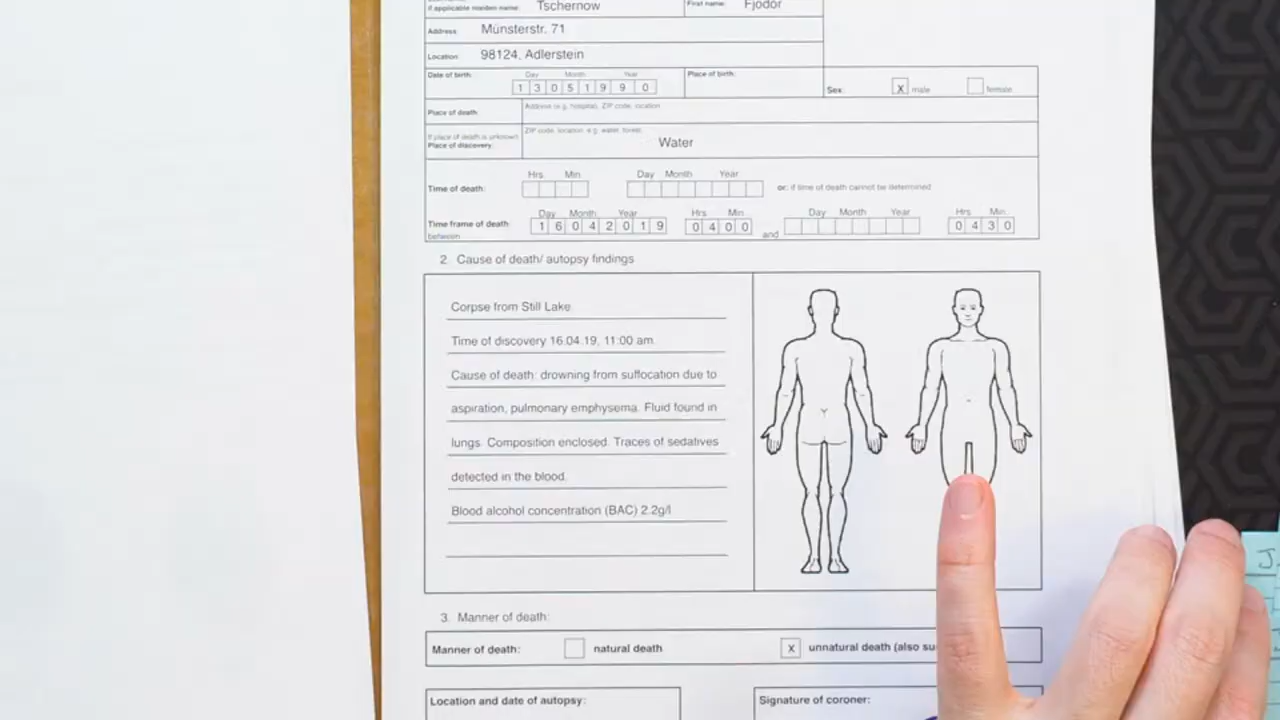 if applicable maiden name: Tschernow First name: Fjodor
Address: Münsterstr. 71
Location: 98124, Adlerstein
Date of birth: Day Month Year Place of birth:
1 3 0 5 1 9 9 0 Sex: X male female
Place of death: Address (e.g. hospital), ZIP code, location
If place of death is unknown: ZIP code, location, e.g. water, forest
Place of discovery: Water
Hrs. Min. Day Month Year
Time of death: or: if time of death cannot be determined
Day Month Year Hrs. Min. Day Month Year Hrs. Min.
Time frame of death 1 6 0 4 2 0 1 9 0 4 0 0 and 0 4 3 0
between
2. Cause of death/ autopsy findings
Corpse from Still Lake
Time of discovery 16.04.19, 11:00 am.
Cause of death: drowning from suffocation due to
aspiration, pulmonary emphysema. Fluid found in
lungs. Composition enclosed. Traces of sedatives
detected in the blood.
Blood alcohol concentration (BAC) 2.2g/l
3. Manner of death:
Manner of death: natural death X unnatural death (also su
Location and date of autopsy: Signature of coroner:
J